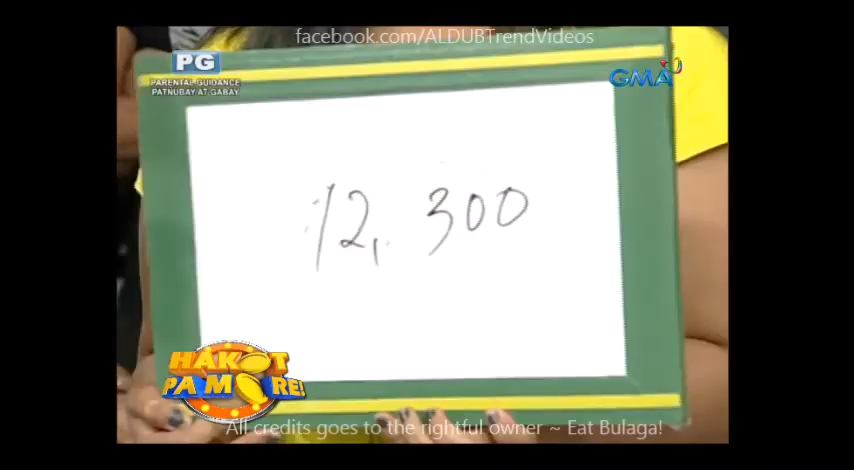 facebook.com/ALDUBTrendVideos
PG
PARENTAL GUIDANCE
PATNUBAY AT GABAY
GMA
12, 300
HAKOT
PA MORE!
All credits goes to the rightful owner ~ Eat Bulaga!